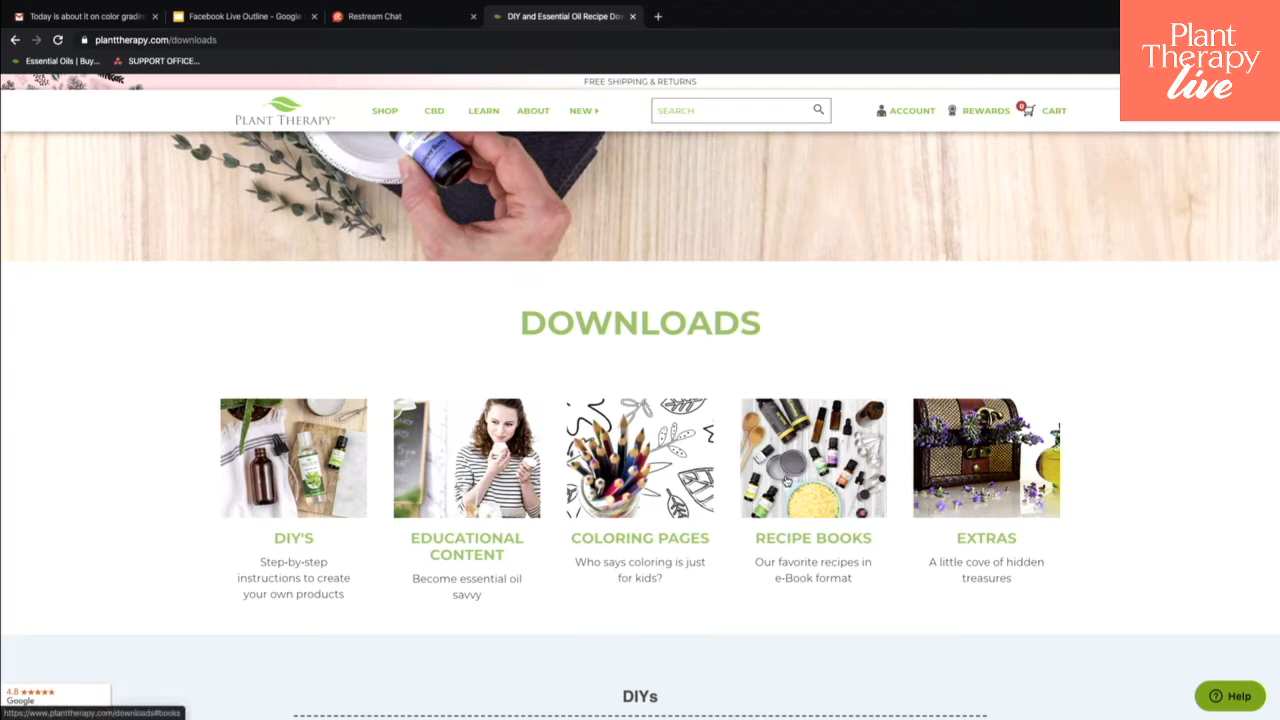 Today is about it on color gradin
Facebook Live Outline - Google
Restream Chat
DIY and Essential Oil Recipe Dow
planttherapy.com/downloads
Essential Oils | Buy...
SUPPORT OFFICE...
Plant
Therapy
live
FREE SHIPPING & RETURNS
PLANT THERAPY
SHOP
CBD
LEARN
ABOUT
NEW
SEARCH
ACCOUNT
REWARDS
0
CART
DOWNLOADS
DIY'S
Step-by-step
instructions to create
your own products
EDUCATIONAL
CONTENT
Become essential oil
savvy
COLORING PAGES
Who says coloring is just
for kids?
RECIPE BOOKS
Our favorite recipes in
e-Book format
EXTRAS
A little cove of hidden
treasures
DIYs
4.8
Google
https://www.planttherapy.com/downloads#books
Help